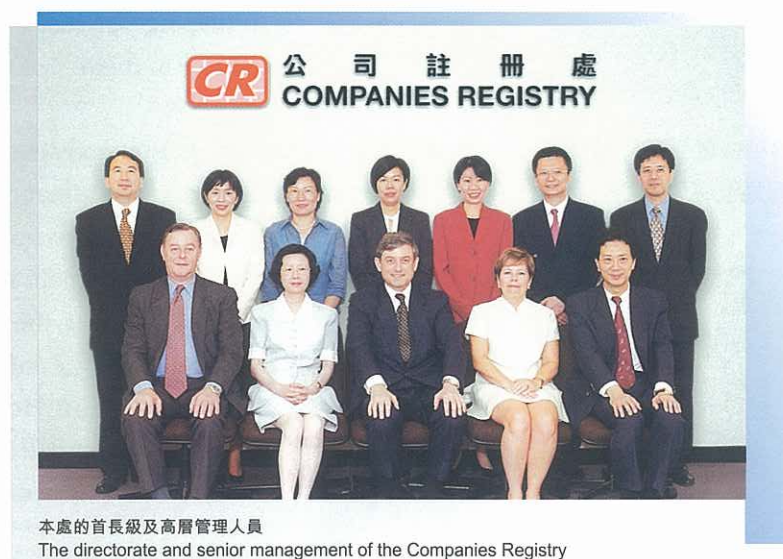 CR 公司註冊處
COMPANIES REGISTRY
本處的首長級及高層管理人員
The directorate and senior management of the Companies Registry